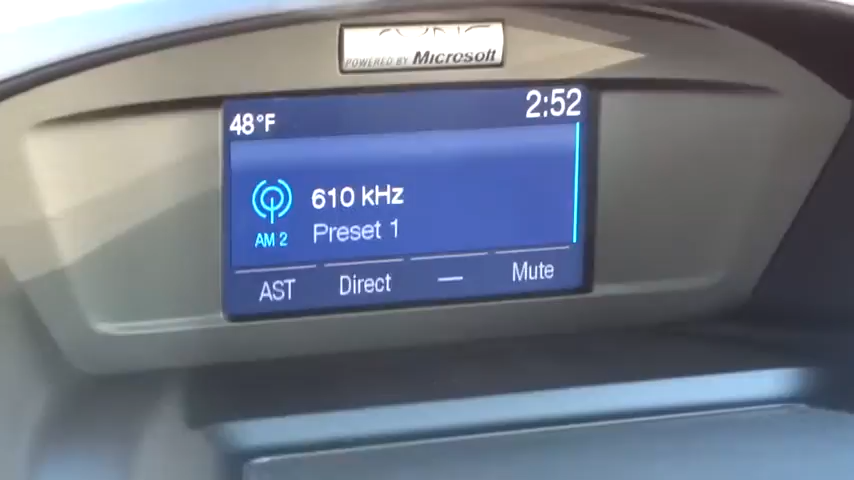 POWERED BY Microsoft
48°F 2:52
610 kHz
AM 2 Preset 1
AST Direct — Mute